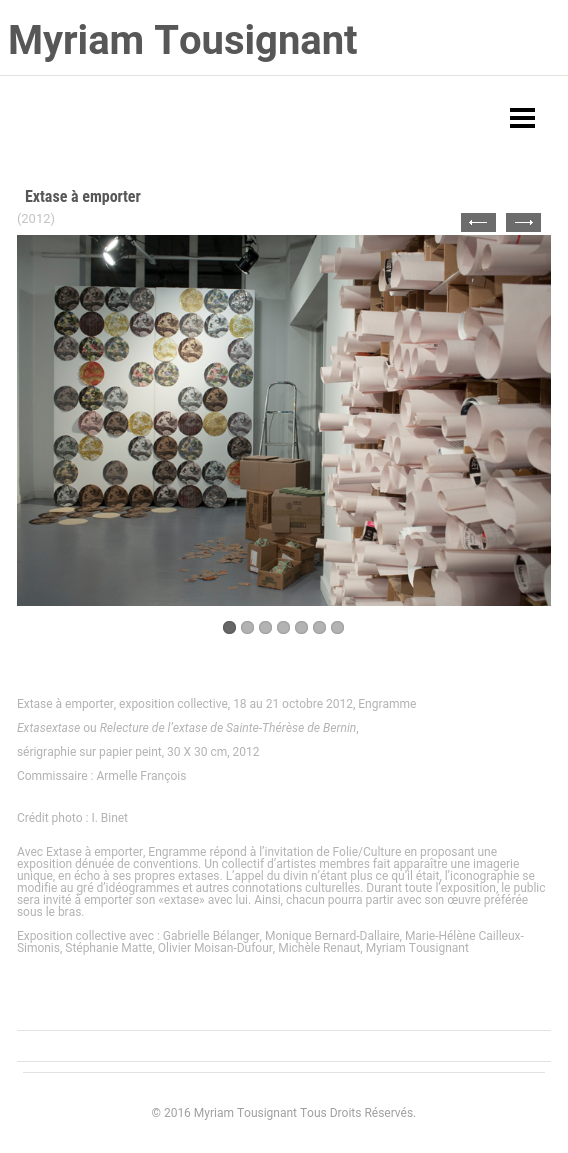 Myriam Tousignant
Extase à emporter
(2012)
Extase à emporter, exposition collective, 18 au 21 octobre 2012, Engramme
Extasextase ou Relecture de l’extase de Sainte-Thérèse de Bernin,
sérigraphie sur papier peint, 30 X 30 cm, 2012
Commissaire : Armelle François
Crédit photo : I. Binet
Avec Extase à emporter, Engramme répond à l’invitation de Folie/Culture en proposant une
exposition dénuée de conventions. Un collectif d’artistes membres fait apparaître une imagerie
unique, en écho à ses propres extases. L’appel du divin n’étant plus ce qu’il était, l’iconographie se
modifie au gré d’idéogrammes et autres connotations culturelles. Durant toute l’exposition, le public
sera invité à emporter son «extase» avec lui. Ainsi, chacun pourra partir avec son œuvre préférée
sous le bras.
Exposition collective avec : Gabrielle Bélanger, Monique Bernard-Dallaire, Marie-Hélène Cailleux-
Simonis, Stéphanie Matte, Olivier Moisan-Dufour, Michèle Renaut, Myriam Tousignant
© 2016 Myriam Tousignant Tous Droits Réservés.